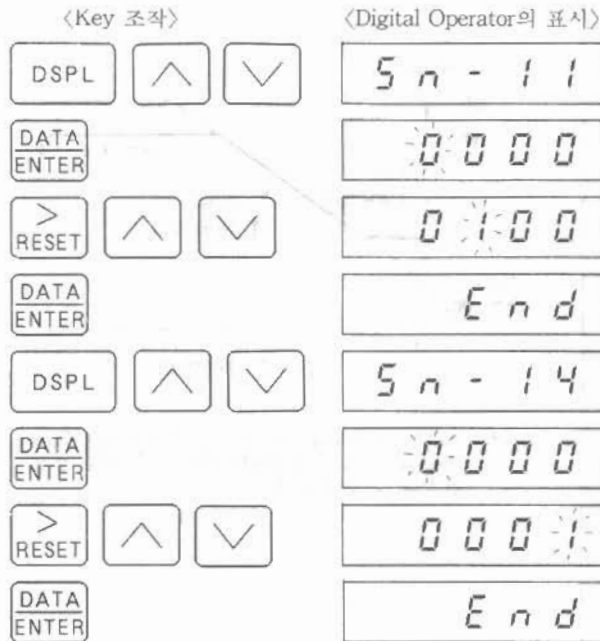 〈Key 조작〉 〈Digital Operator의 표시〉
DSPL ∧ ∨ Sn-11
DATA
ENTER 0000
>
RESET ∧ ∨ 0100
DATA
ENTER End
DSPL ∧ ∨ Sn-14
DATA
ENTER 0000
>
RESET ∧ ∨ 0001
DATA
ENTER End